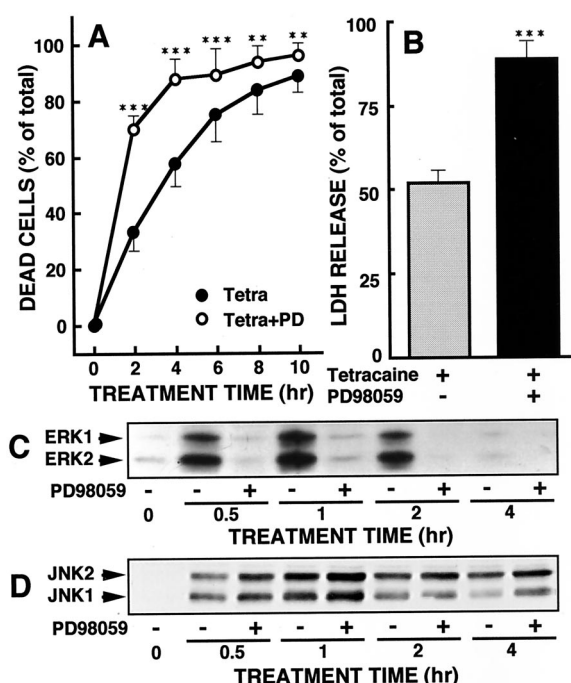 A
DEAD CELLS (% of total)
100
80
60
40
20
0
***
***
***
**
**
Tetra
Tetra+PD
0 2 4 6 8 10
TREATMENT TIME (hr)
B
LDH RELEASE (% of total)
100
75
50
25
0
***
Tetracaine + +
PD98059 - +
C
ERK1
ERK2
PD98059 - - + - + - + - +
0 0.5 1 2 4
TREATMENT TIME (hr)
D
JNK2
JNK1
PD98059 - - + - + - + - +
0 0.5 1 2 4
TREATMENT TIME (hr)